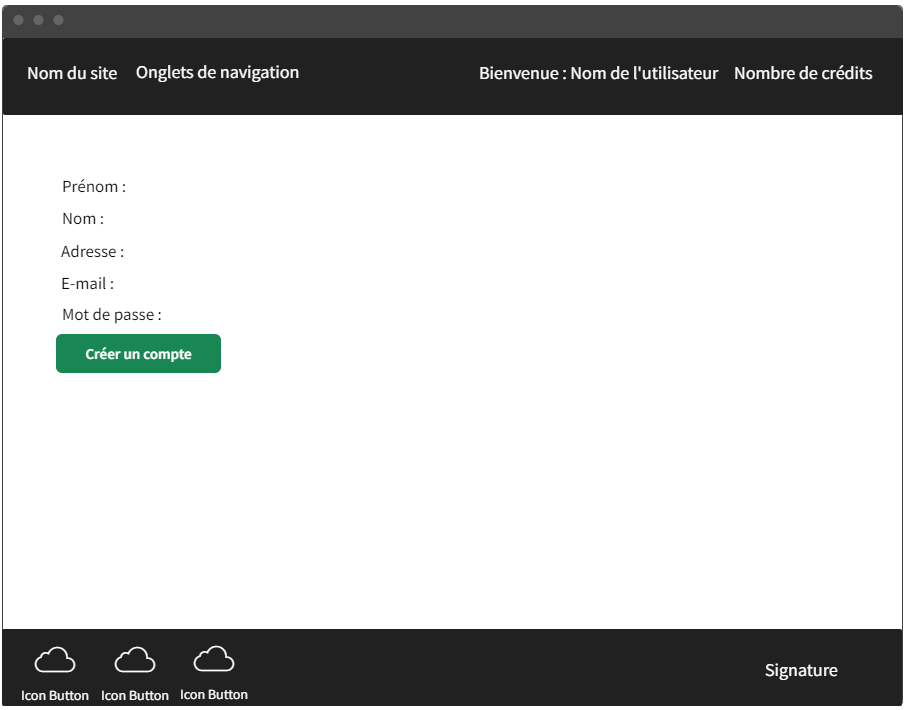 Nom du site Onglets de navigation Bienvenue : Nom de l'utilisateur Nombre de crédits
Prénom :
Nom :
Adresse :
E-mail :
Mot de passe :
Créer un compte
Icon Button Icon Button Icon Button
Signature